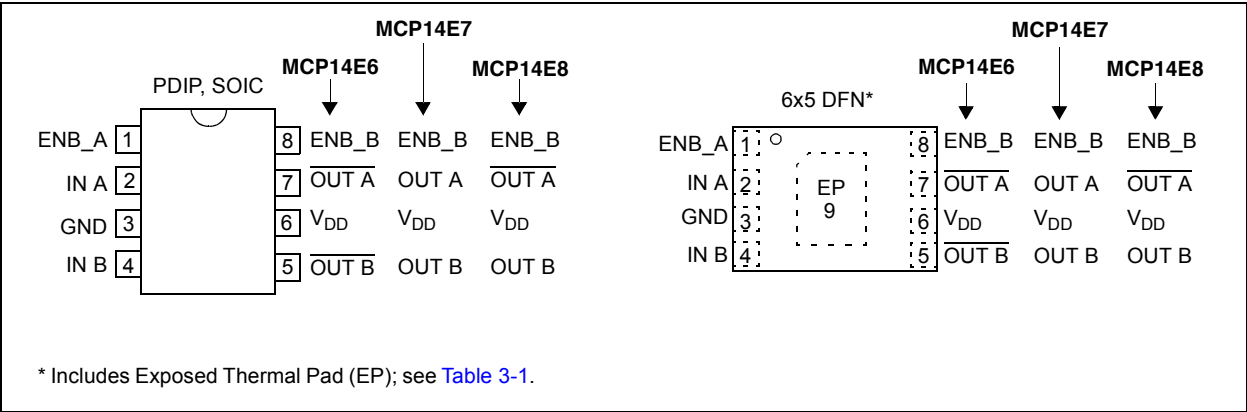 MCP14E7
MCP14E6 MCP14E8
PDIP, SOIC
ENB_A 1 8 ENB_B ENB_B ENB_B
IN A 2 7 OUT A OUT A OUT A
GND 3 6 VDD VDD VDD
IN B 4 5 OUT B OUT B OUT B
MCP14E7
MCP14E6 MCP14E8
6x5 DFN*
ENB_A 1 8 ENB_B ENB_B ENB_B
IN A 2 EP 7 OUT A OUT A OUT A
GND 3 9 6 VDD VDD VDD
IN B 4 5 OUT B OUT B OUT B
* Includes Exposed Thermal Pad (EP); see Table 3-1.